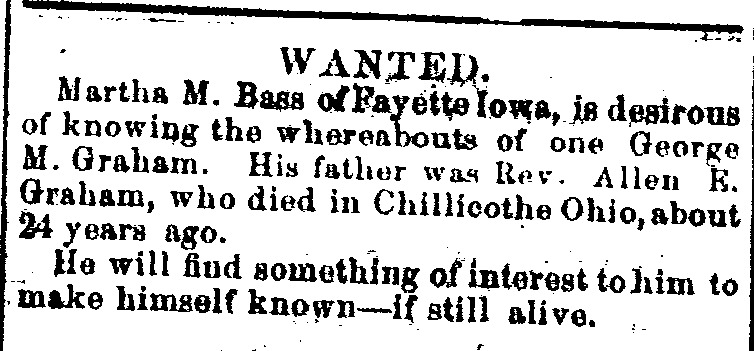 WANTED.
Martha M. Bass of Fayette Iowa, is desirous
of knowing the whereabouts of one George
M. Graham. His father was Rev. Allen E.
Graham, who died in Chillicothe Ohio, about
24 years ago.
He will find something of interest to him to
make himself known—if still alive.